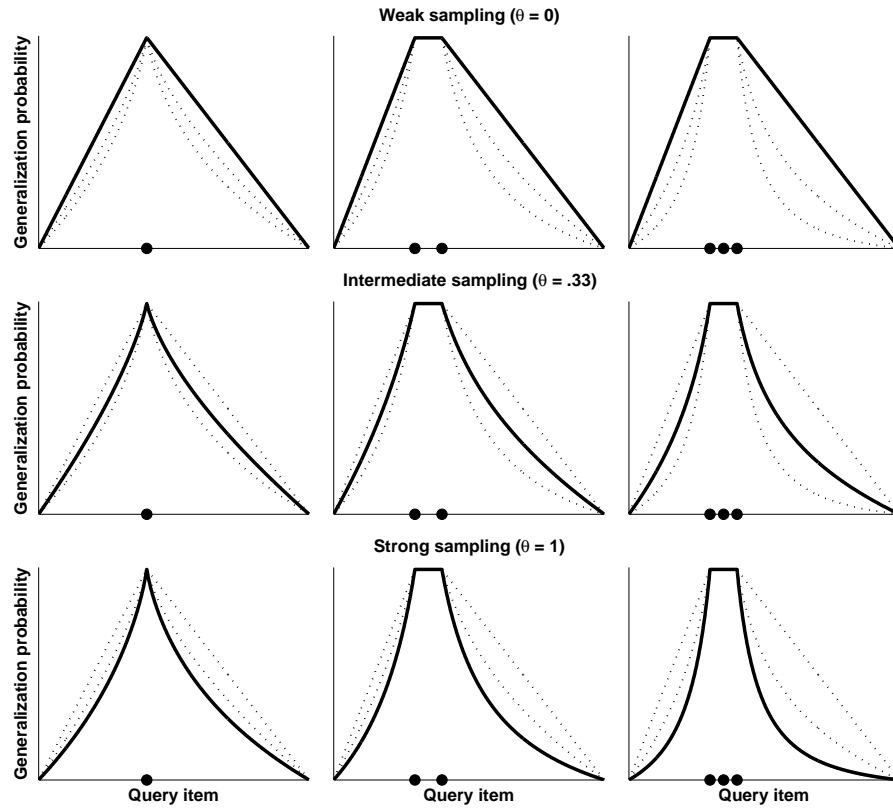 Weak sampling (θ = 0)
Generalization probability
Intermediate sampling (θ = .33)
Generalization probability
Strong sampling (θ = 1)
Generalization probability
Query item
Query item
Query item